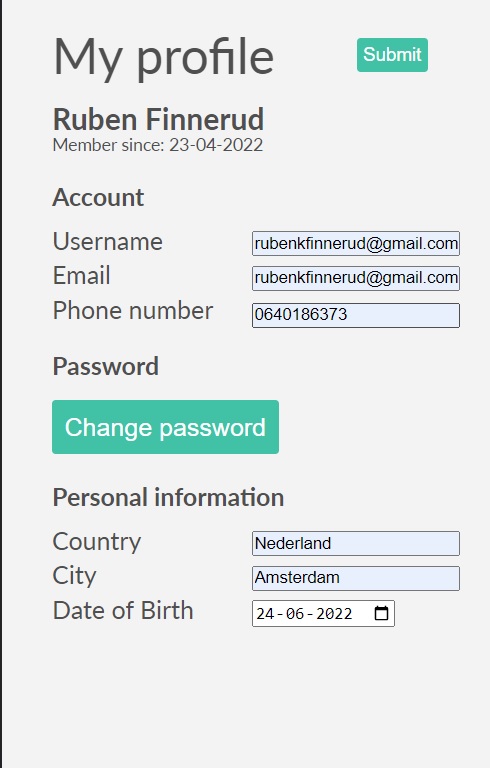 My profile
Submit
Ruben Finnerud
Member since: 23-04-2022
Account
Username rubenkfinnerud@gmail.com
Email rubenkfinnerud@gmail.com
Phone number 0640186373
Password
Change password
Personal information
Country Nederland
City Amsterdam
Date of Birth 24-06-2022